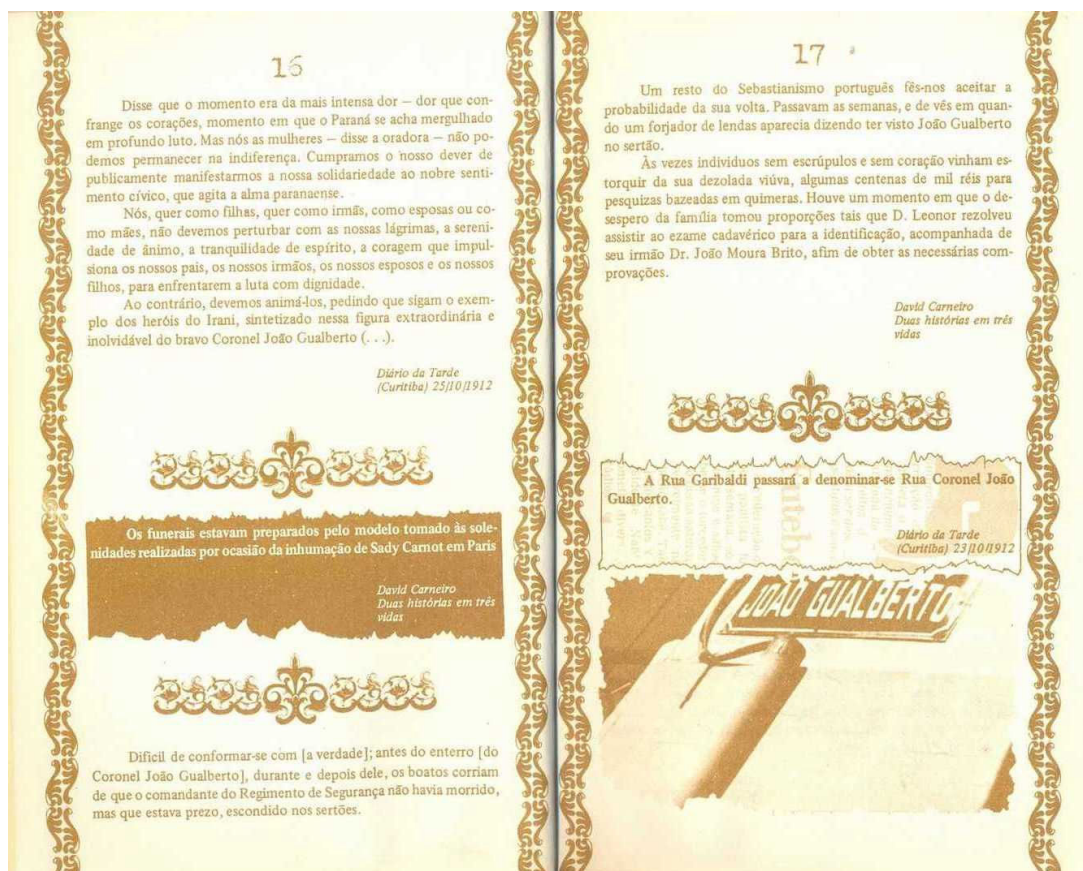 16
Disse que o momento era da mais intensa dor — dor que con-
frange os corações, momento em que o Paraná se acha mergulhado
em profundo luto. Mas nós as mulheres — disse a oradora — não po-
demos permanecer na indiferença. Cumpramos o nosso dever de
publicamente manifestarmos a nossa solidariedade ao nobre senti-
mento cívico, que agita a alma paranaense.
Nós, quer como filhas, quer como irmãs, como esposas ou co-
mo mães, não devemos perturbar com as nossas lágrimas, a sereni-
dade de ânimo, a tranquilidade de espírito, a coragem que impul-
siona os nossos pais, os nossos irmãos, os nossos esposos e os nossos
filhos, para enfrentarem a luta com dignidade.
Ao contrário, devemos animá-los, pedindo que sigam o exem-
plo dos heróis do Irani, sintetizado nessa figura extraordinária e
inolvidável do bravo Coronel João Gualberto (. . .).
Diário da Tarde
(Curitiba) 25/10/1912
Os funerais estavam preparados pelo modelo tomado às sole-
nidades realizadas por ocasião da inhumação de Sady Carnot em Paris
David Carneiro
Duas histórias em três
vidas
Difícil de conformar-se com [a verdade]; antes do enterro [do
Coronel João Gualberto], durante e depois dele, os boatos corriam
de que o comandante do Regimento de Segurança não havia morrido,
mas que estava prezo, escondido nos sertões.
17
Um resto do Sebastianismo português fês-nos aceitar a
probabilidade da sua volta. Passavam as semanas, e de vês em quan-
do um forjador de lendas aparecia dizendo ter visto João Gualberto
no sertão.
Às vezes individuos sem escrúpulos e sem coração vinham es-
torquir da sua dezolada viúva, algumas centenas de mil réis para
pesquizas bazeadas em quimeras. Houve um momento em que o de-
sespero da família tomou proporções tais que D. Leonor rezolveu
assistir ao ezame cadavérico para a identificação, acompanhada de
seu irmão Dr. João Moura Brito, afim de obter as necessárias com-
provações.
David Carneiro
Duas histórias em três
vidas
A Rua Garibaldi passará a denominar-se Rua Coronel João
Gualberto.
Diário da Tarde
(Curitiba) 23/10/1912
JOÃO GUALBERTO